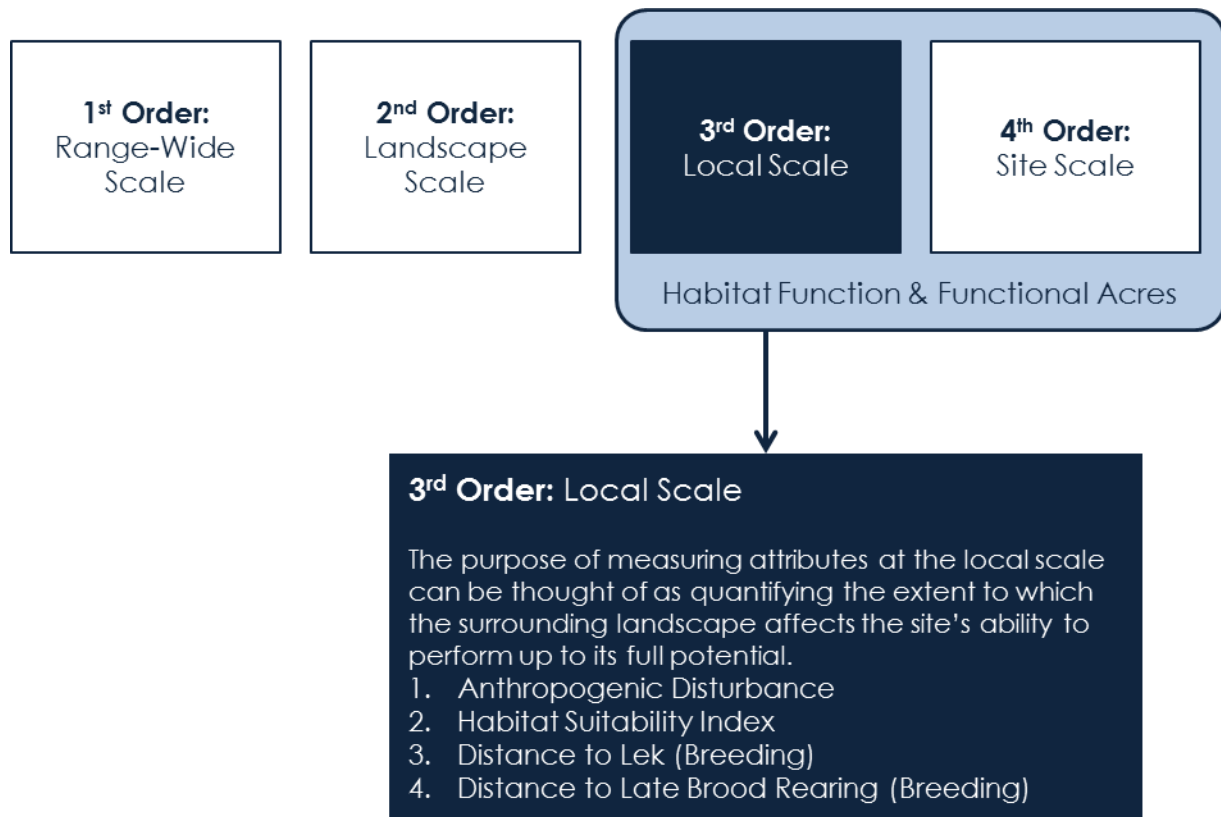 1st Order:
Range-Wide
Scale
2nd Order:
Landscape
Scale
3rd Order:
Local Scale
4th Order:
Site Scale
Habitat Function & Functional Acres
3rd Order: Local Scale
The purpose of measuring attributes at the local scale
can be thought of as quantifying the extent to which
the surrounding landscape affects the site's ability to
perform up to its full potential.
1. Anthropogenic Disturbance
2. Habitat Suitability Index
3. Distance to Lek (Breeding)
4. Distance to Late Brood Rearing (Breeding)